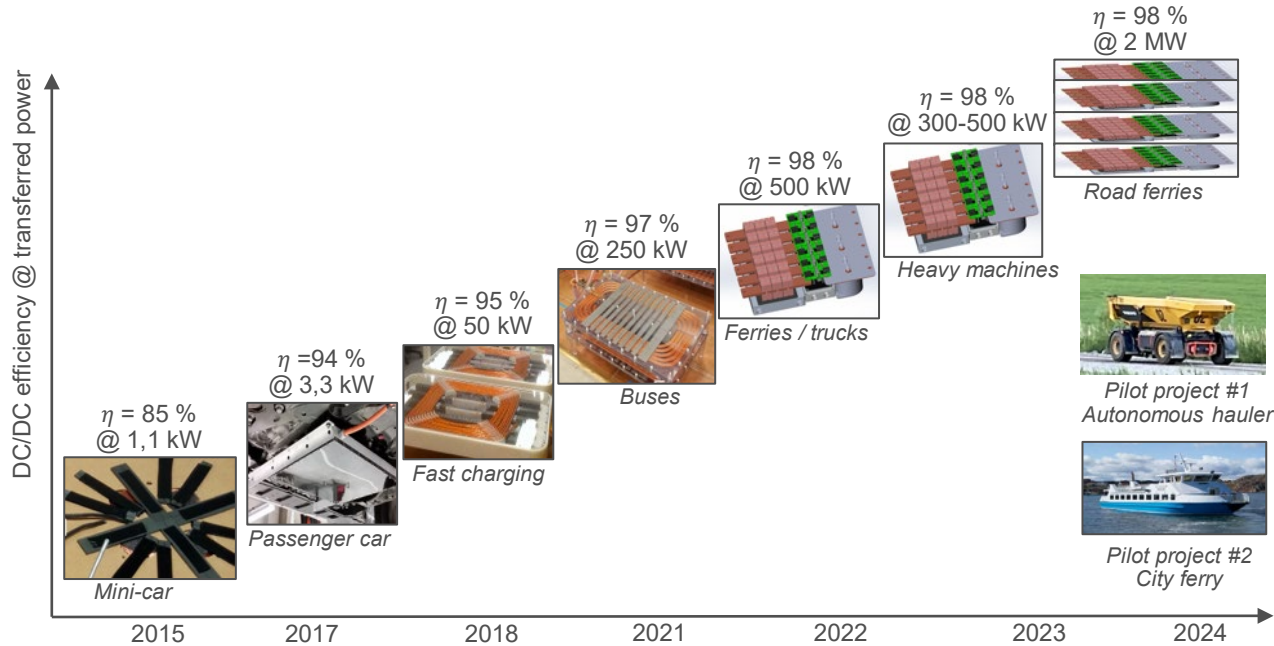 DC/DC efficiency @ transferred power
η = 85 %
@ 1,1 kW
Mini-car
η =94 %
@ 3,3 kW
Passenger car
η = 95 %
@ 50 kW
Fast charging
η = 97 %
@ 250 kW
Buses
η = 98 %
@ 500 kW
Ferries / trucks
η = 98 %
@ 300-500 kW
Heavy machines
η = 98 %
@ 2 MW
Road ferries
Pilot project #1
Autonomous hauler
Pilot project #2
City ferry
2015
2017
2018
2021
2022
2023
2024